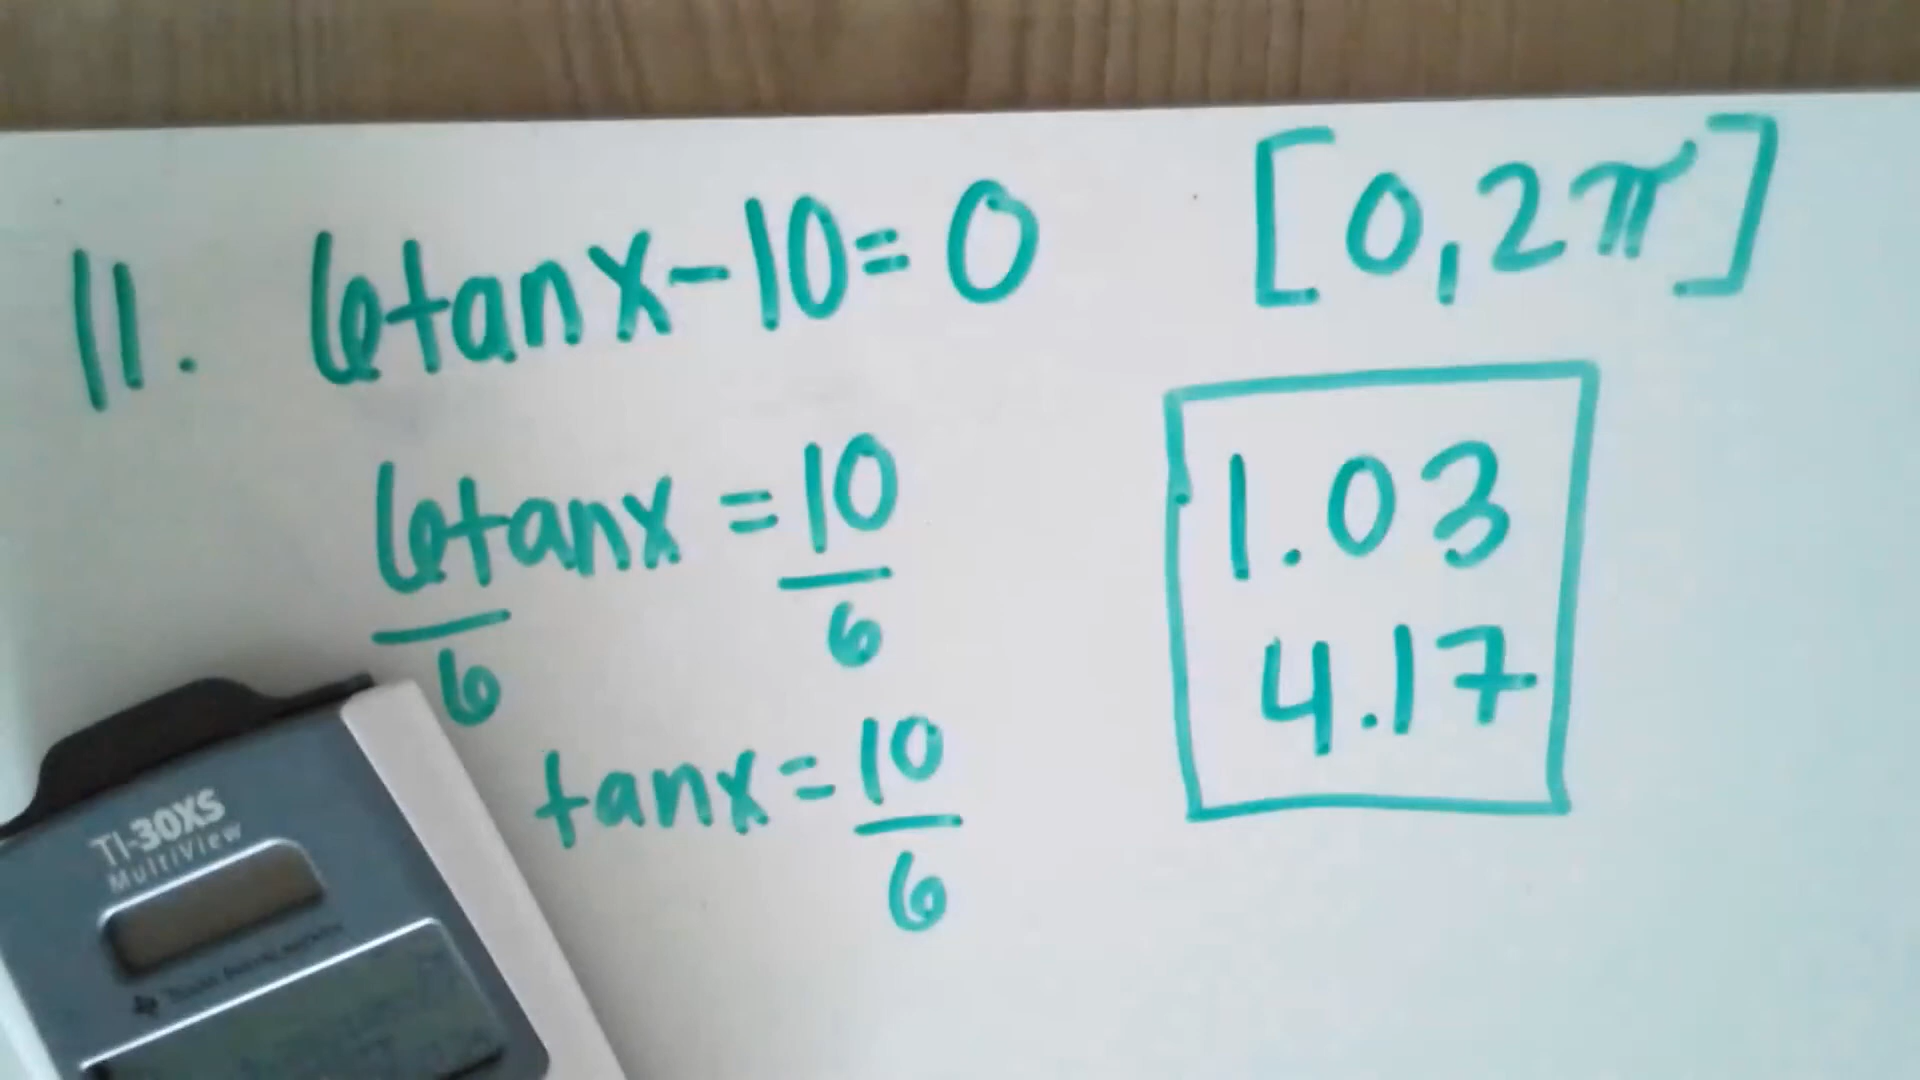 11. 6tanx-10=0 [0,2π]
6tanx = 10
6 6
tanx = 10
6
1.03
4.17
TI-30XS
MultiView